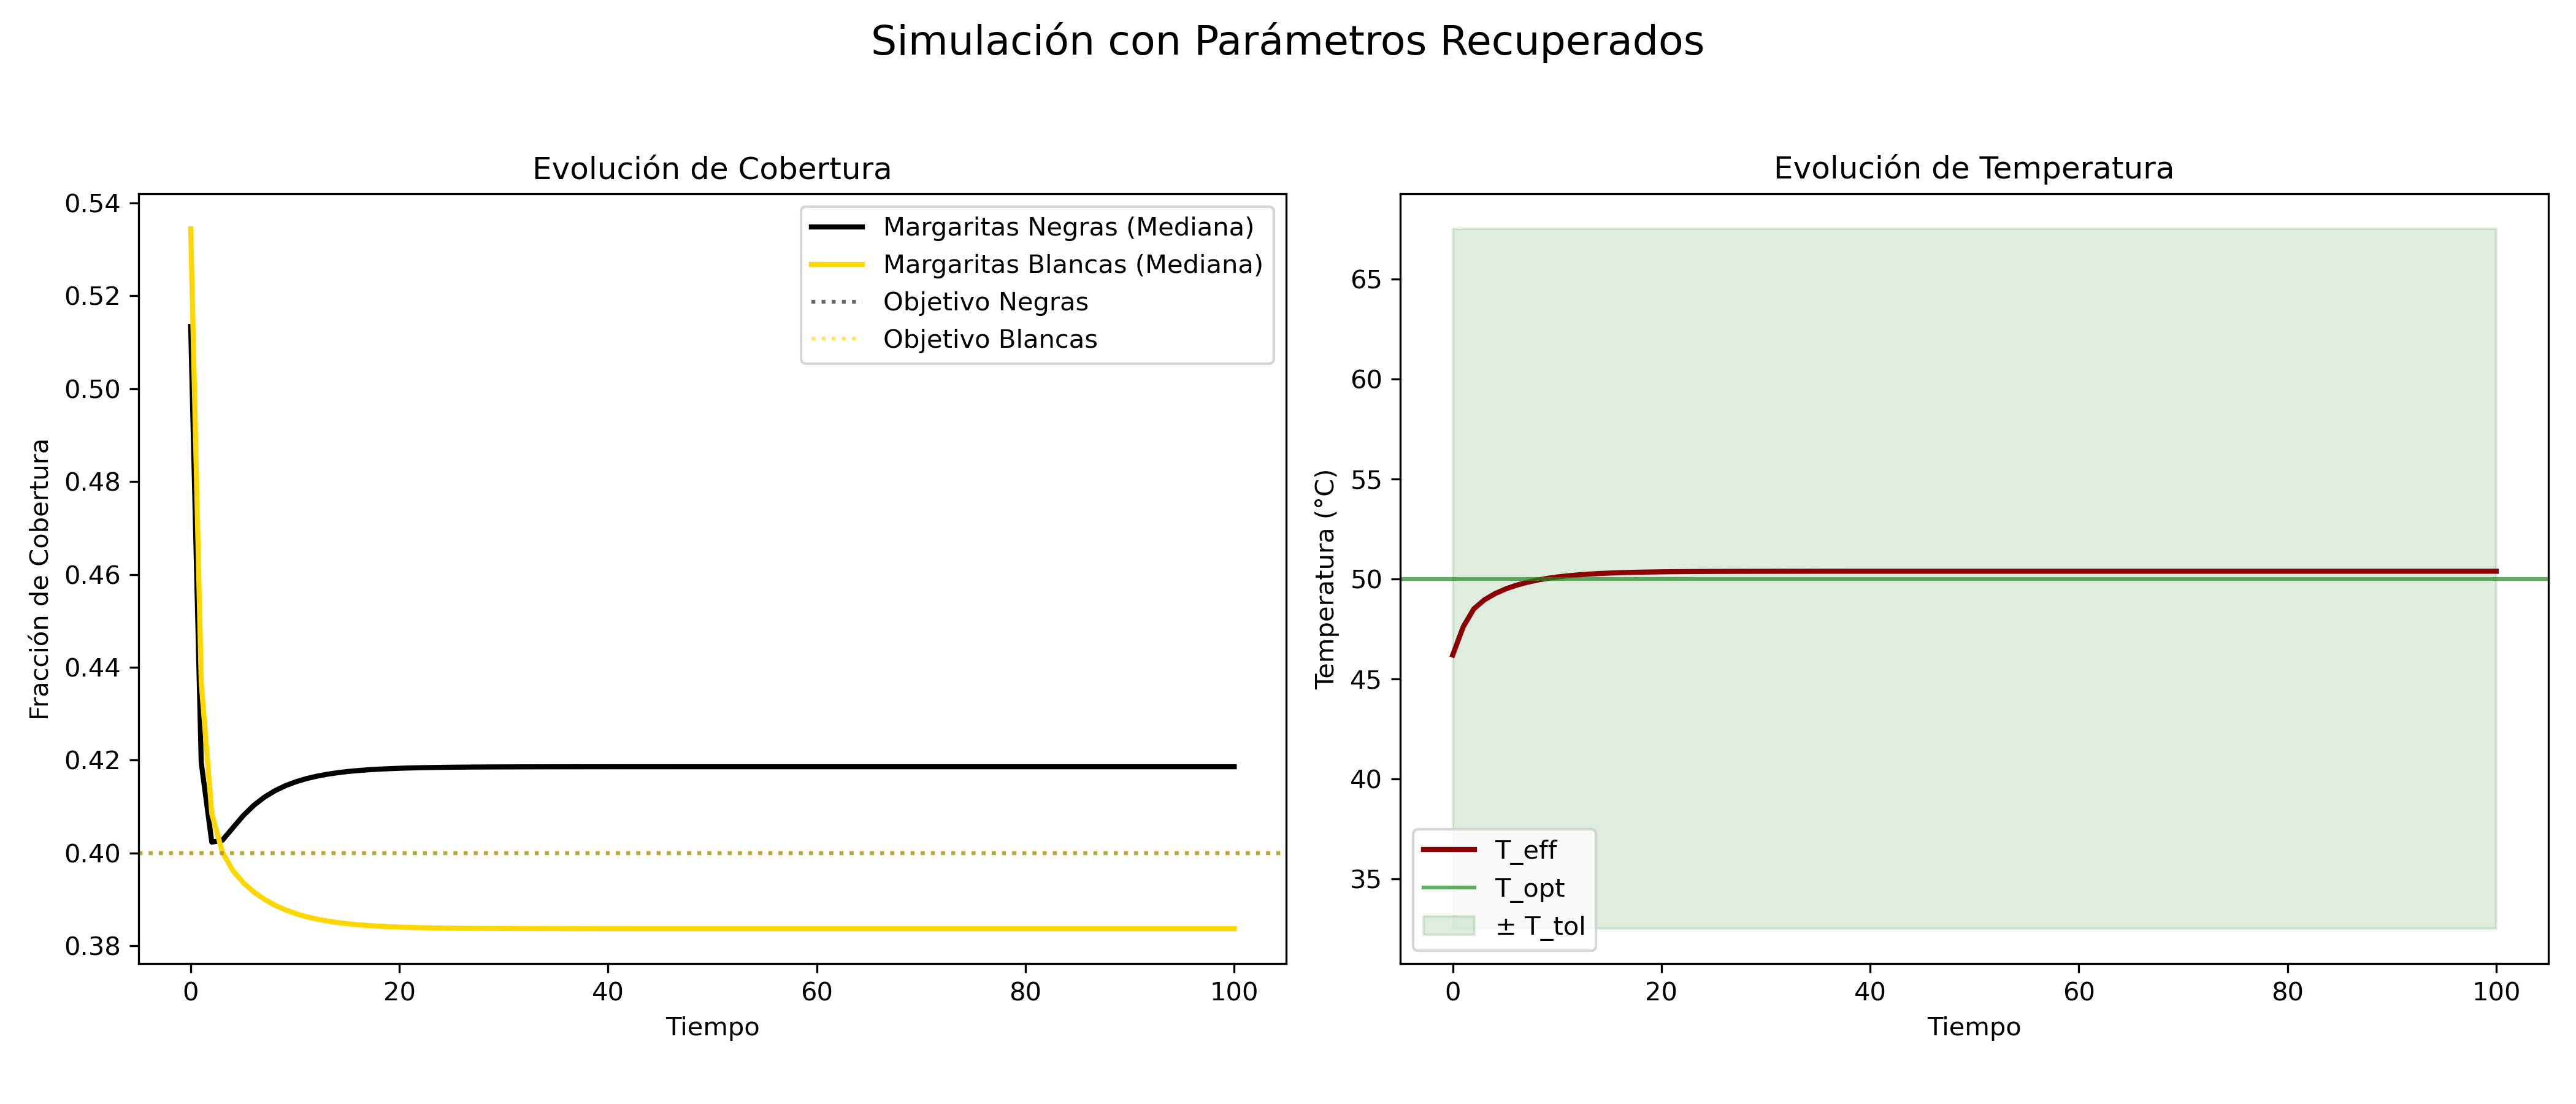 Simulación con Parámetros Recuperados
Evolución de Cobertura
Fracción de Cobertura
0.54
0.52
0.50
0.48
0.46
0.44
0.42
0.40
0.38
Margaritas Negras (Mediana)
Margaritas Blancas (Mediana)
Objetivo Negras
Objetivo Blancas
0 20 40 60 80 100
Tiempo
Evolución de Temperatura
Temperatura (°C)
65
60
55
50
45
40
35
T_eff
T_opt
± T_tol
0 20 40 60 80 100
Tiempo